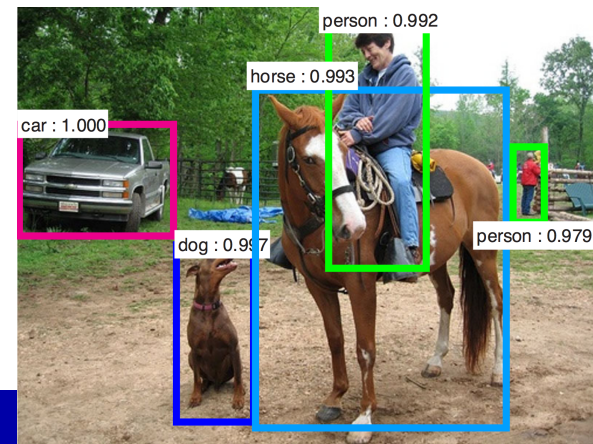 person : 0.992
horse : 0.993
car : 1.000
dog : 0.997
person : 0.979